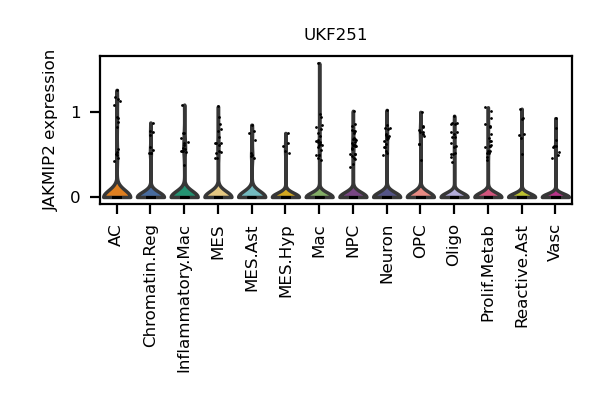 UKF251
JAKMIP2 expression
1
0
AC
Chromatin.Reg
Inflammatory.Mac
MES
MES.Ast
MES.Hyp
Mac
NPC
Neuron
OPC
Oligo
Prolif.Metab
Reactive.Ast
Vasc